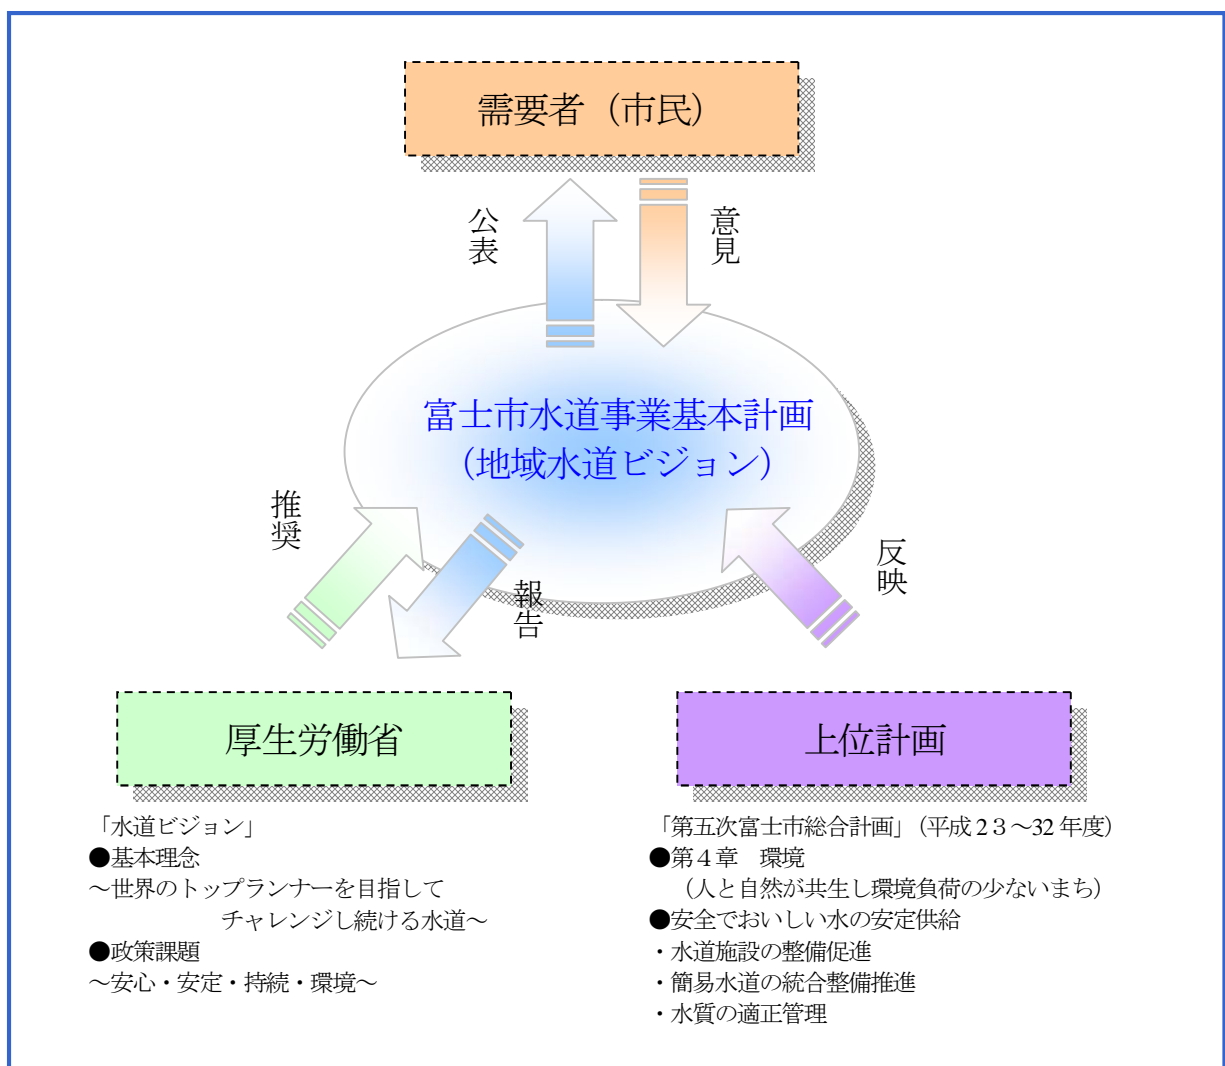 需要者（市民）
公表
意見
富士市水道事業基本計画
（地域水道ビジョン）
推奨
報告
反映
厚生労働省
上位計画
「水道ビジョン」
●基本理念
～世界のトップランナーを目指して
チャレンジし続ける水道～
●政策課題
～安心・安定・持続・環境～
「第五次富士市総合計画」（平成２３～32 年度）
●第４章　環境
（人と自然が共生し環境負荷の少ないまち）
●安全でおいしい水の安定供給
・水道施設の整備促進
・簡易水道の統合整備推進
・水質の適正管理